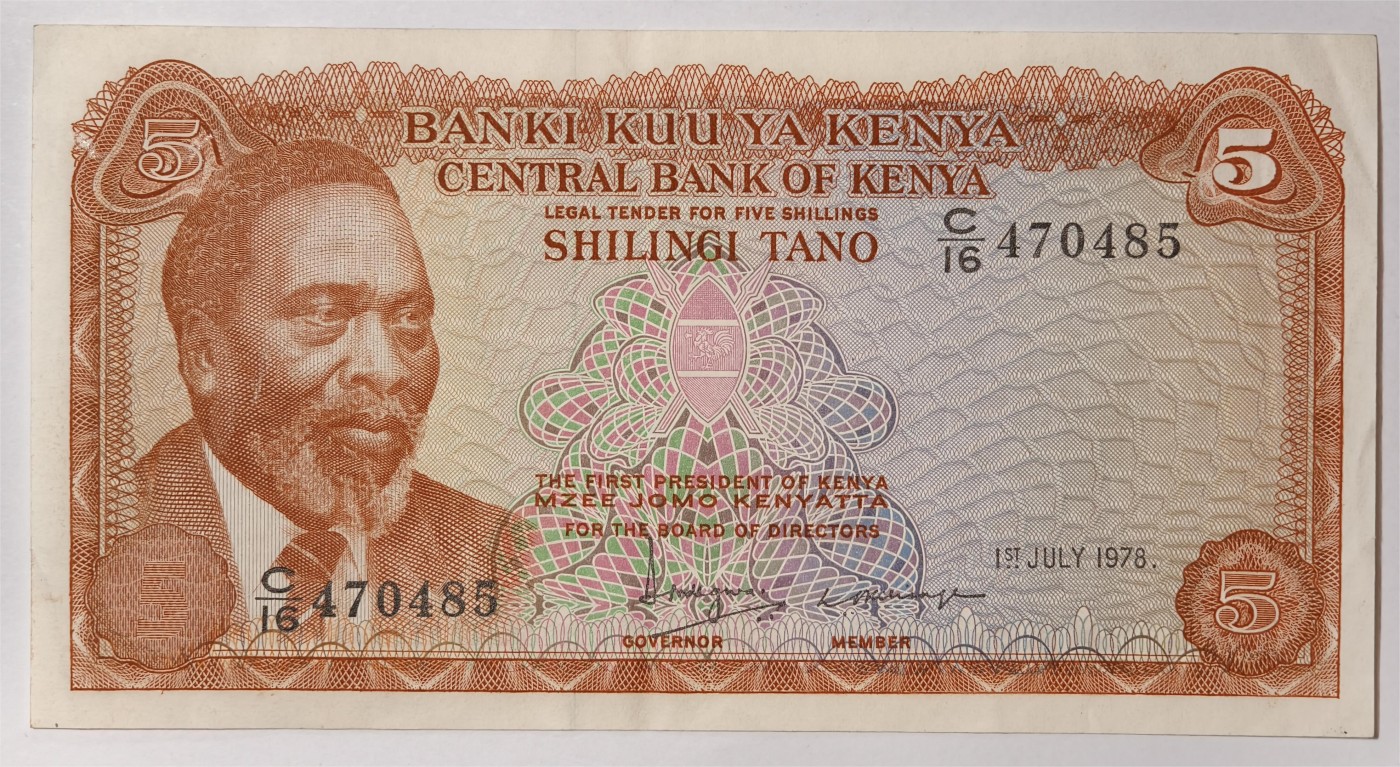 5
5
BANKI KUU YA KENYA
CENTRAL BANK OF KENYA
LEGAL TENDER FOR FIVE SHILLINGS
SHILINGI TANO
C/16 470485
THE FIRST PRESIDENT OF KENYA
MZEE JOMO KENYATTA
FOR THE BOARD OF DIRECTORS
1ST JULY 1978.
5
C/16 470485
5
GOVERNOR
MEMBER